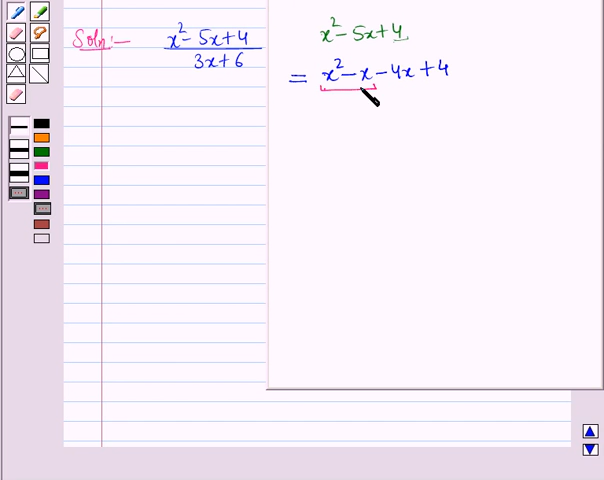 Soln:- x² - 5x + 4
3x + 6
x² - 5x + 4
= x² - x - 4x + 4